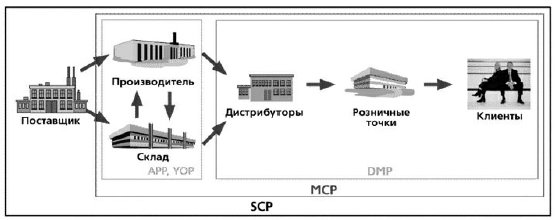 Поставщик
Производитель
Склад
APP, YOP
Дистрибуторы
Розничные
точки
Клиенты
DMP
MCP
SCP